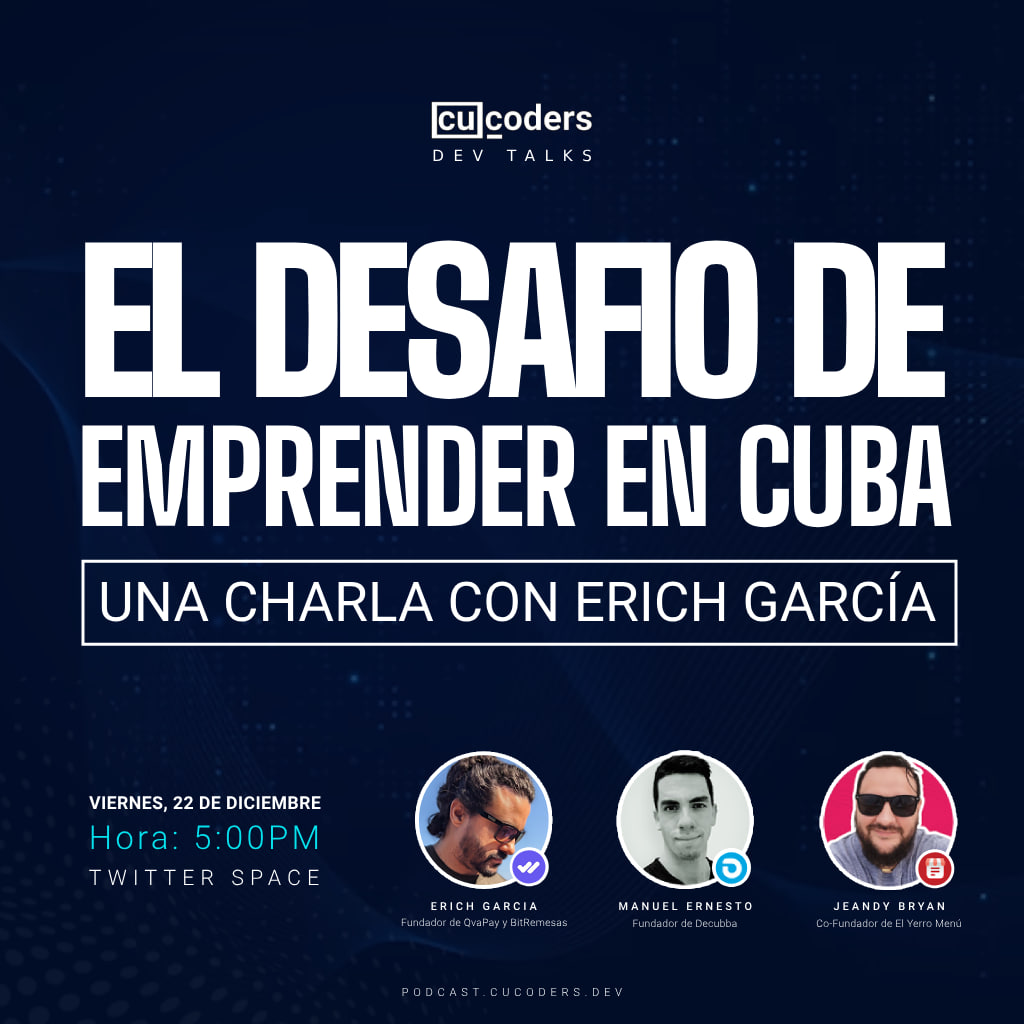 cucoders
DEV TALKS
EL DESAFIO DE
EMPRENDER EN CUBA
UNA CHARLA CON ERICH GARCÍA
VIERNES, 22 DE DICIEMBRE
Hora: 5:00PM
TWITTER SPACE
ERICH GARCIA
Fundador de QvaPay y BitRemesas
MANUEL ERNESTO
Fundador de Decubba
JEANDY BRYAN
Co-Fundador de El Yerro Menú
PODCAST.CUCODERS.DEV